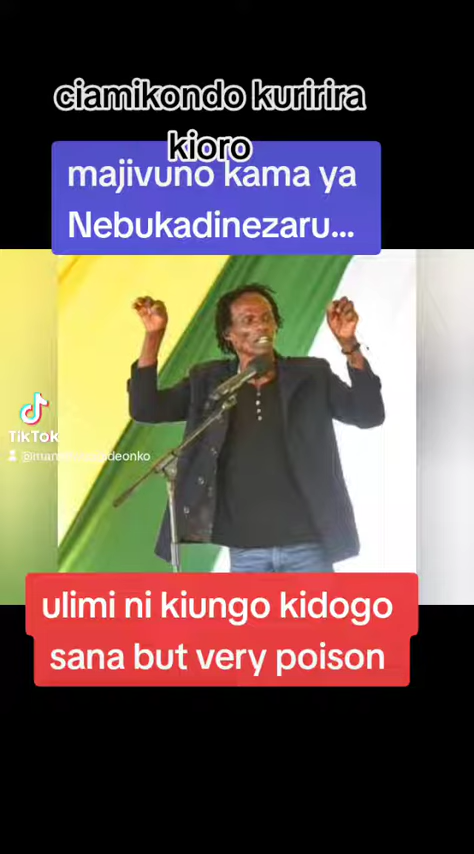 ciamikondo kuririra
kioro
majivuno kama ya
Nebukadinezaru...
TikTok
ulimi ni kiungo kidogo
sana but very poison